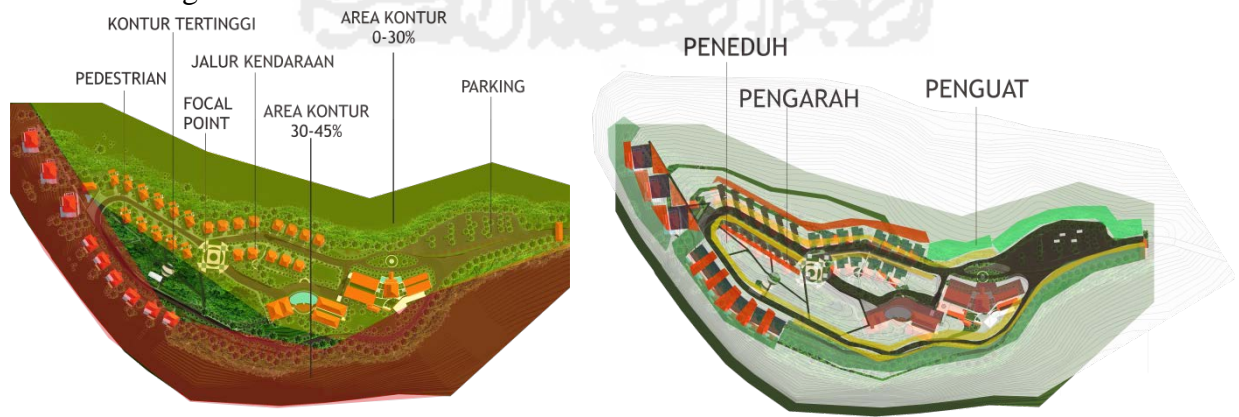 KONTUR TERTINGGI
AREA KONTUR
0-30%
PEDESTRIAN
JALUR KENDARAAN
PARKING
FOCAL
POINT
AREA KONTUR
30-45%
PENEDUH
PENGARAH
PENGUAT